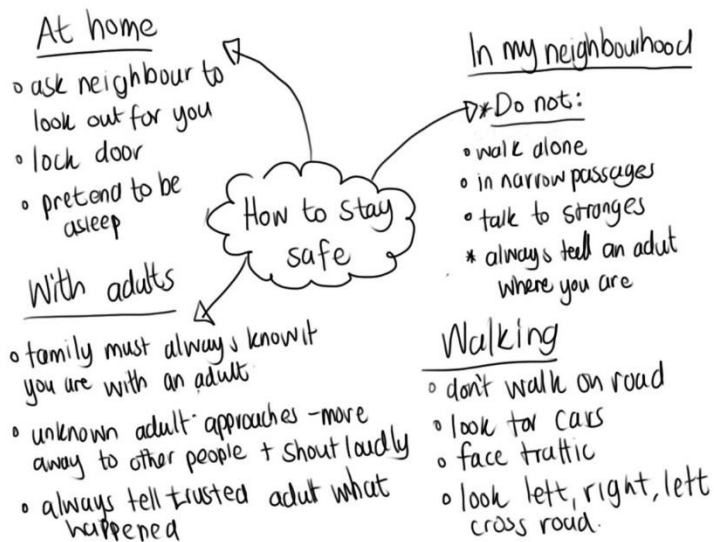 At home
ask neighbour to
look out for you
lock door
pretend to be
asleep
In my neighbourhood
*Do not:
walk alone
in narrow passages
talk to stranges
* always tell an adut
where you are
How to stay
safe
With adults
family must always know it
you are with an adult
unknown adult approaches - more
away to other people + shout loudly
always tell trusted adut what
happened
Walking
don't walk on road
look for cars
face traffic
look left, right, left
cross road.